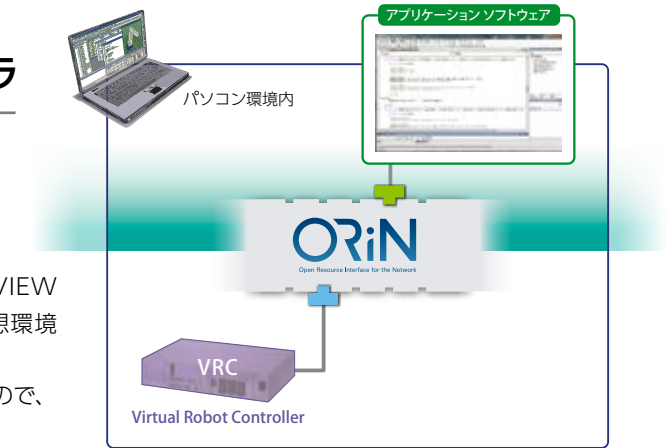 ラ
アプリケーション ソフトウェア
パソコン環境内
ORiN
Open Resource Interface for the Network
VIEW
想環境
ので、
VRC
Virtual Robot Controller